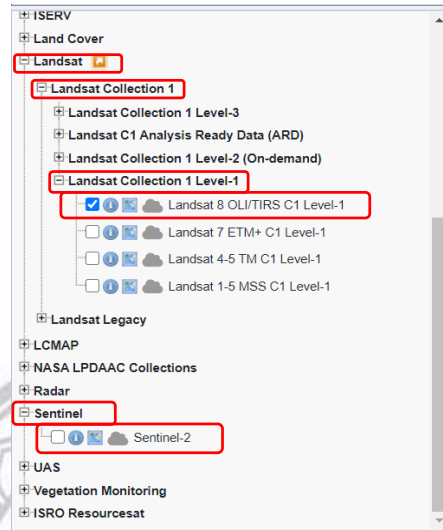 ISERV
Land Cover
Landsat
Landsat Collection 1
Landsat Collection 1 Level-3
Landsat C1 Analysis Ready Data (ARD)
Landsat Collection 1 Level-2 (On-demand)
Landsat Collection 1 Level-1
Landsat 8 OLI/TIRS C1 Level-1
Landsat 7 ETM+ C1 Level-1
Landsat 4-5 TM C1 Level-1
Landsat 1-5 MSS C1 Level-1
Landsat Legacy
LCMAP
NASA LPDAAC Collections
Radar
Sentinel
Sentinel-2
UAS
Vegetation Monitoring
ISRO Resourcesat